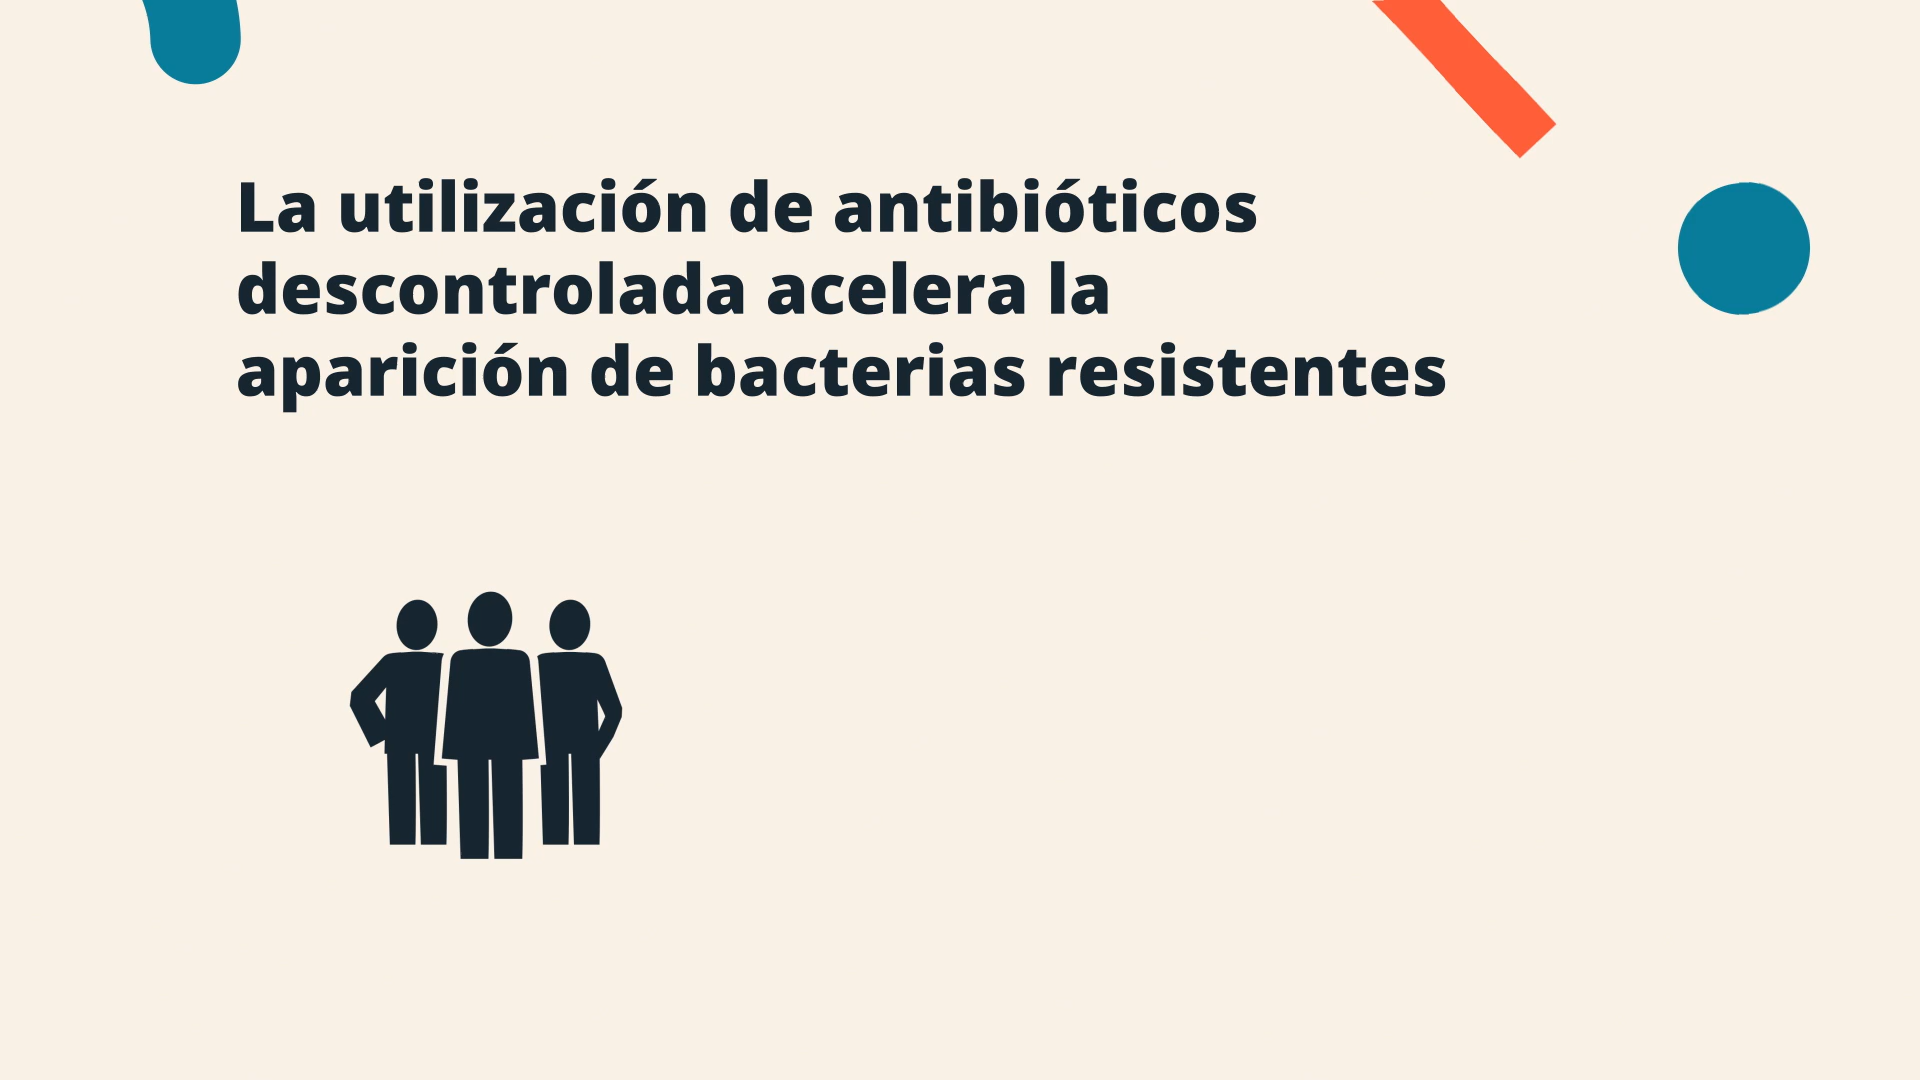 La utilización de antibióticos
descontrolada acelera la
aparición de bacterias resistentes